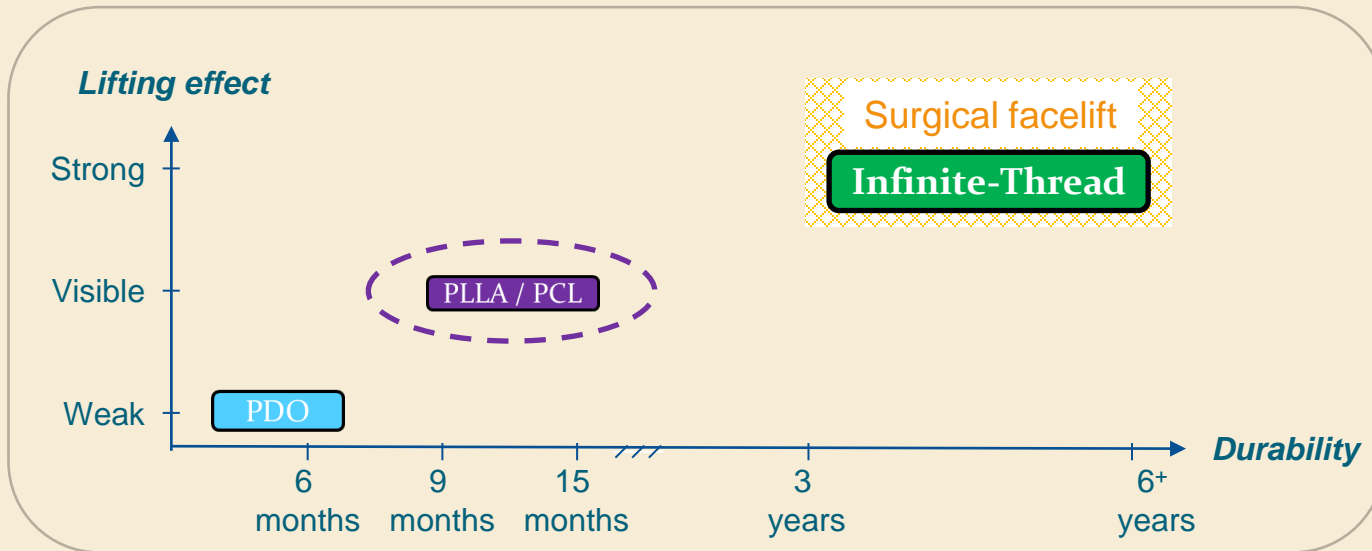 Lifting effect
Surgical facelift
Strong
Infinite-Thread
Visible
PLLA / PCL
Weak
PDO
Durability
6 months
9 months
15 months
3 years
6⁺ years